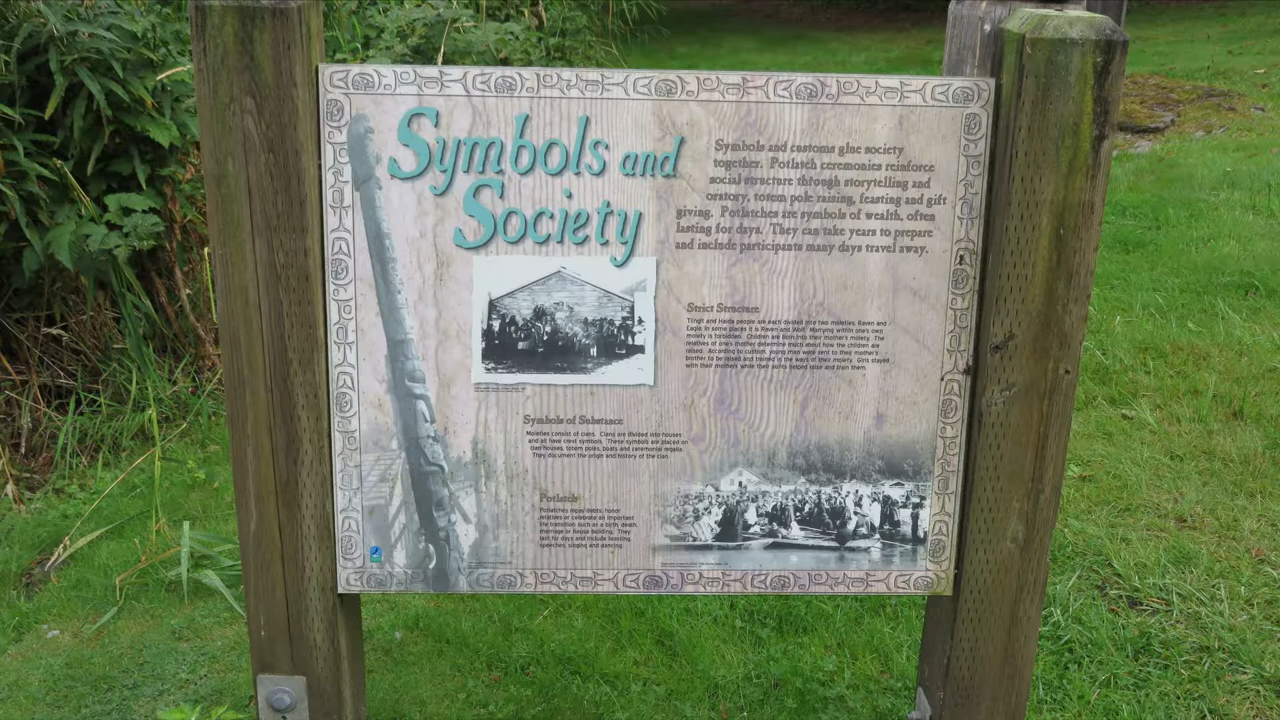 Symbols and
Society
Symbols and customs glue society
together. Potlatch ceremonies reinforce
social structure through storytelling and
oratory, totem pole raising, feasting and gift
giving. Potlatches are symbols of wealth, often
lasting for days. They can take years to prepare
and include participants many days travel away.
Strict Structure
Tlingit and Haida people are each divided into two moieties, Raven and
Eagle. In some places it is Raven and Wolf. Marrying within one's own
moiety is forbidden. Children are born into their mother's moiety. The
relatives of one's mother determine much about how the children are
raised. According to custom, young men were sent to their mother's
brother to be raised and trained in the ways of their moiety. Girls stayed
with their mothers while their aunts helped raise and train them.
Symbols of Substance
Moieties consist of clans. Clans are divided into houses
and all have crest symbols. These symbols are placed on
clan houses, totem poles, boats and ceremonial regalia.
They document the origin and history of the clan.
Potlatch
Potlatches repay debts, honor
relatives or celebrate an important
life transition such as a birth, death,
marriage or house building. They
last for days and include feasting,
speeches, singing and dancing.